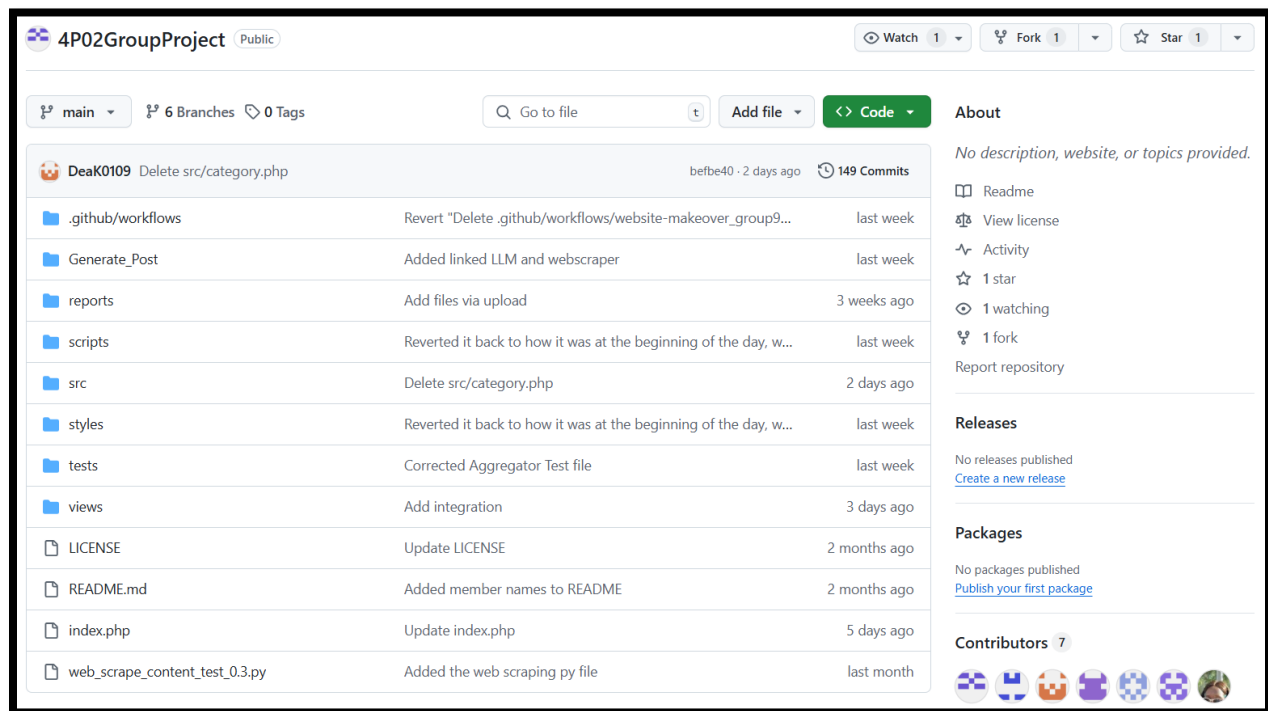 4P02GroupProject Public
Watch 1
Fork 1
Star 1
main
6 Branches
0 Tags
Go to file t
Add file
<> Code
DeaK0109 Delete src/category.php befbe40 · 2 days ago 149 Commits
.github/workflows Revert "Delete .github/workflows/website-makeover_group9... last week
Generate_Post Added linked LLM and webscraper last week
reports Add files via upload 3 weeks ago
scripts Reverted it back to how it was at the beginning of the day, w... last week
src Delete src/category.php 2 days ago
styles Reverted it back to how it was at the beginning of the day, w... last week
tests Corrected Aggregator Test file last week
views Add integration 3 days ago
LICENSE Update LICENSE 2 months ago
README.md Added member names to README 2 months ago
index.php Update index.php 5 days ago
web_scrape_content_test_0.3.py Added the web scraping py file last month
About
No description, website, or topics provided.
Readme
View license
Activity
1 star
1 watching
1 fork
Report repository
Releases
No releases published
Create a new release
Packages
No packages published
Publish your first package
Contributors 7